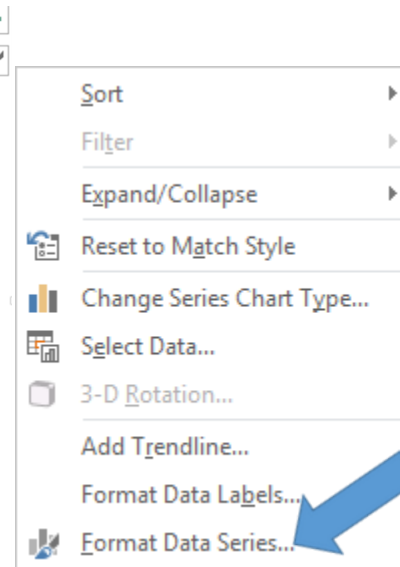 Sort
Filter
Expand/Collapse
Reset to Match Style
Change Series Chart Type...
Select Data...
3-D Rotation...
Add Trendline...
Format Data Labels...
Format Data Series...